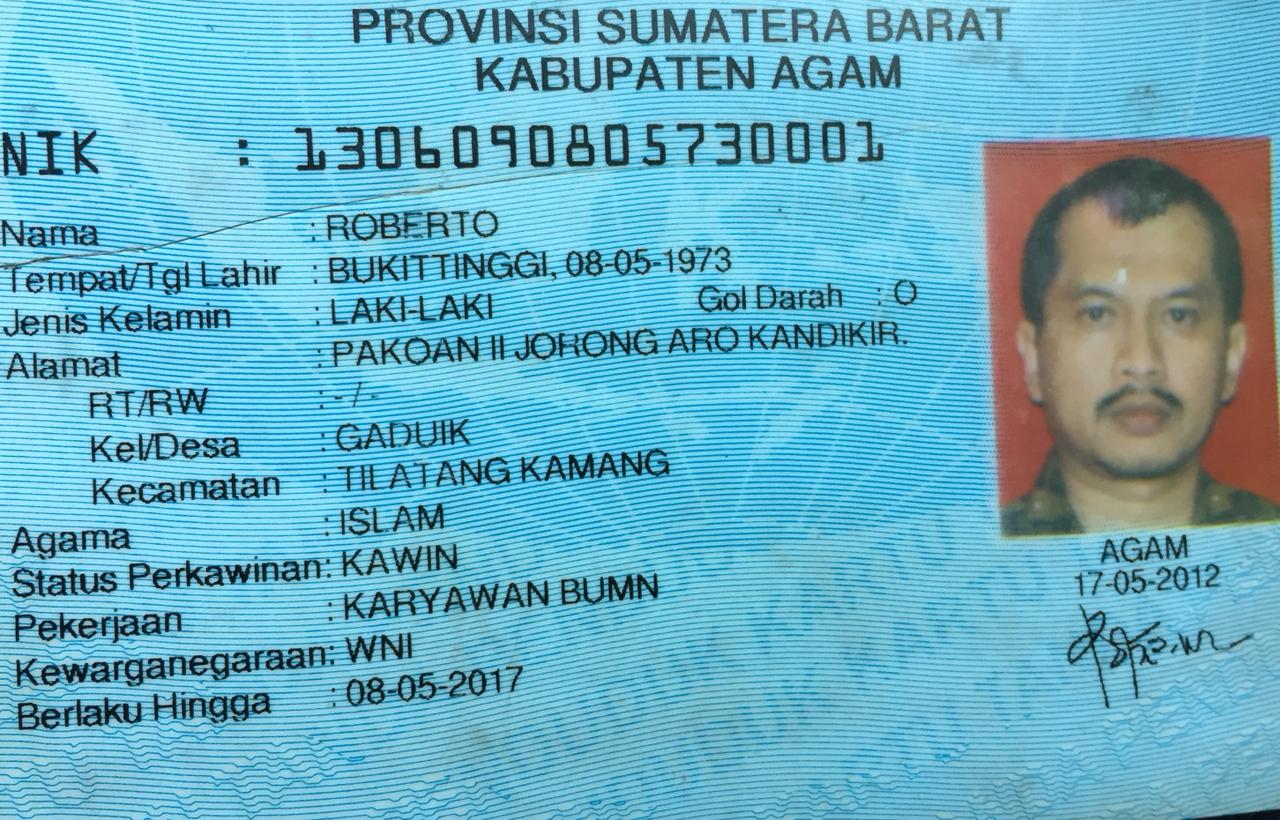 PROVINSI SUMATERA BARAT
KABUPATEN AGAM
NIK : 1306090805730001
Nama : ROBERTO
Tempat/Tgl Lahir : BUKITTINGGI, 08-05-1973
Jenis Kelamin : LAKI-LAKI Gol Darah : O
Alamat : PAKOAN II JORONG ARO KANDIKIR.
RT/RW : - / -
Kel/Desa : GADUIK
Kecamatan : TILATANG KAMANG
Agama : ISLAM
Status Perkawinan: KAWIN
Pekerjaan : KARYAWAN BUMN
Kewarganegaraan: WNI
Berlaku Hingga : 08-05-2017
AGAM
17-05-2012